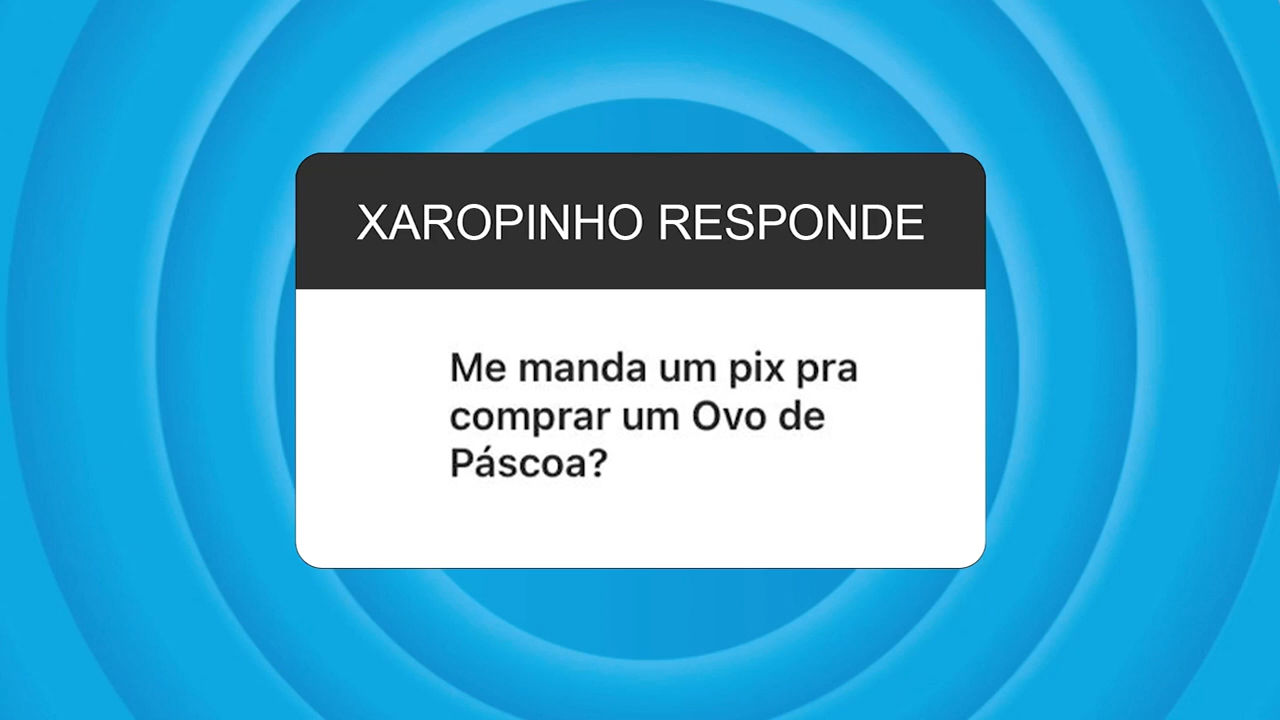 XAROPINHO RESPONDE
Me manda um pix pra
comprar um Ovo de
Páscoa?